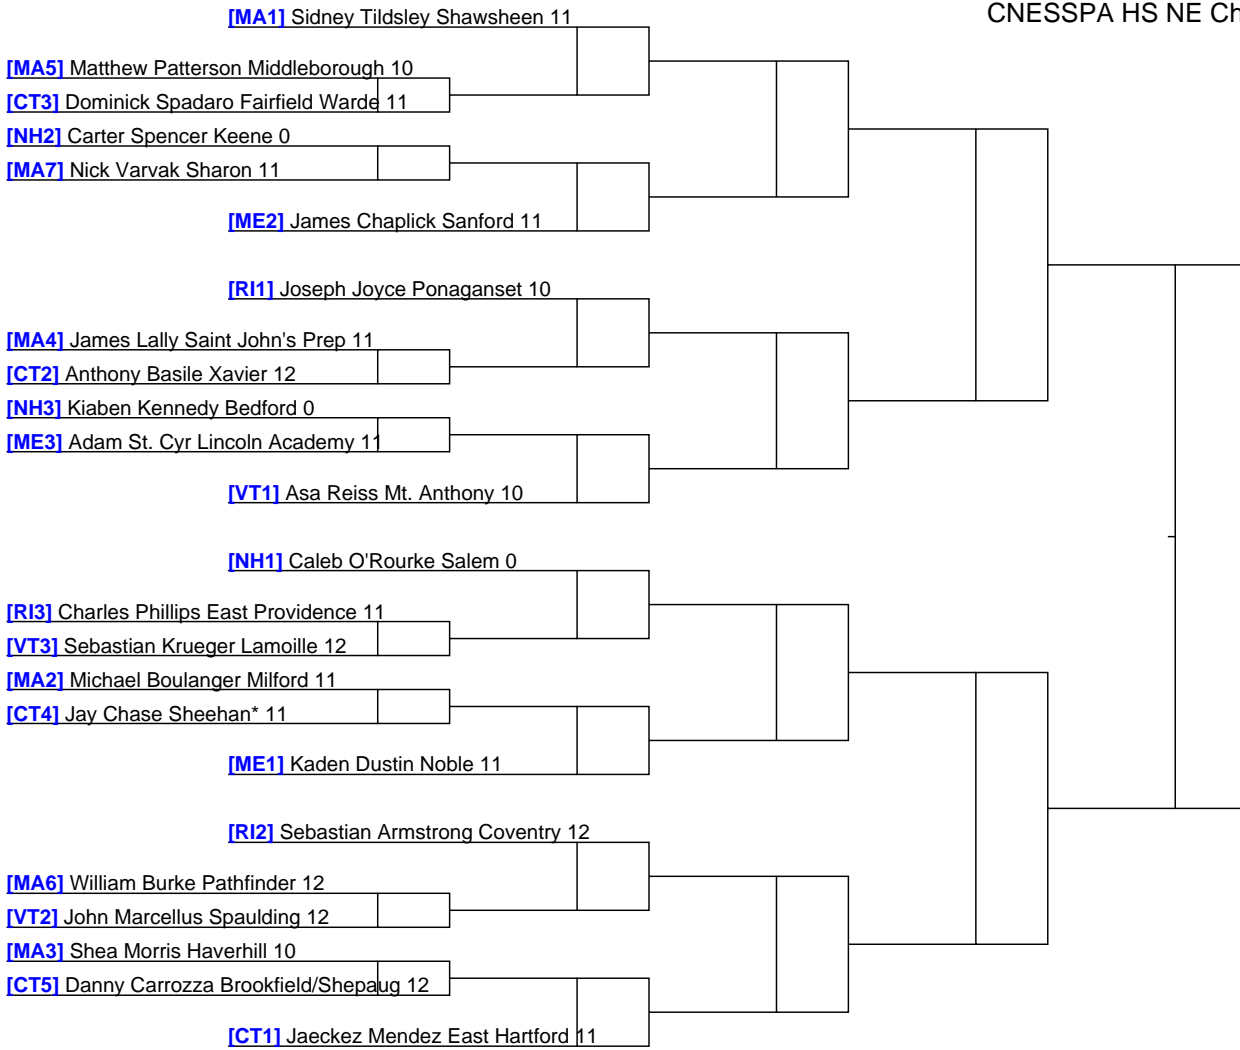 [MA1] Sidney Tildsley Shawsheen 11
CNESSPA HS NE Ch
[MA5] Matthew Patterson Middleborough 10
[CT3] Dominick Spadaro Fairfield Warde 11
[NH2] Carter Spencer Keene 0
[MA7] Nick Varvak Sharon 11
[ME2] James Chaplick Sanford 11
[RI1] Joseph Joyce Ponaganset 10
[MA4] James Lally Saint John's Prep 11
[CT2] Anthony Basile Xavier 12
[NH3] Kiaben Kennedy Bedford 0
[ME3] Adam St. Cyr Lincoln Academy 11
[VT1] Asa Reiss Mt. Anthony 10
[NH1] Caleb O'Rourke Salem 0
[RI3] Charles Phillips East Providence 11
[VT3] Sebastian Krueger Lamoille 12
[MA2] Michael Boulanger Milford 11
[CT4] Jay Chase Sheehan* 11
[ME1] Kaden Dustin Noble 11
[RI2] Sebastian Armstrong Coventry 12
[MA6] William Burke Pathfinder 12
[VT2] John Marcellus Spaulding 12
[MA3] Shea Morris Haverhill 10
[CT5] Danny Carrozza Brookfield/Shepaug 12
[CT1] Jaeckez Mendez East Hartford 11